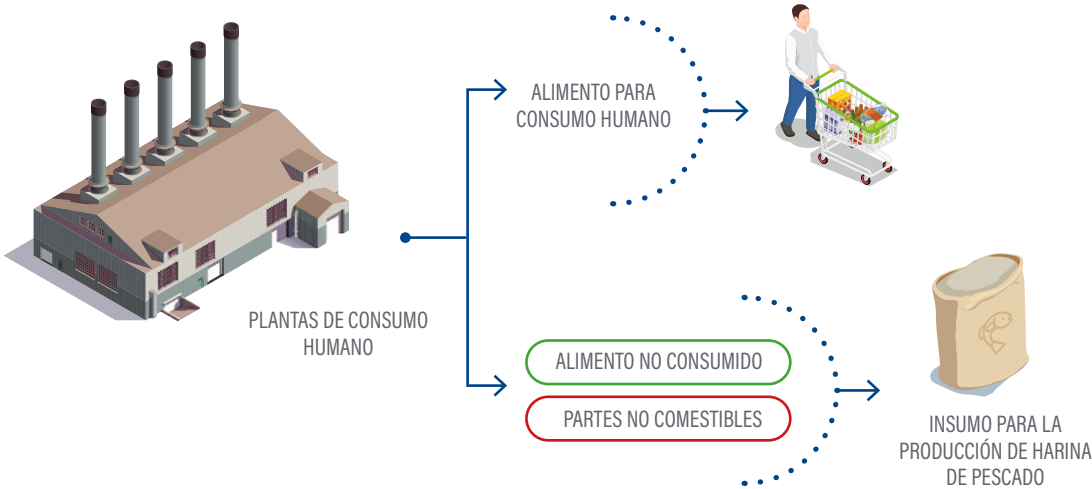 ALIMENTO PARA
CONSUMO HUMANO
PLANTAS DE CONSUMO
HUMANO
ALIMENTO NO CONSUMIDO
PARTES NO COMESTIBLES
INSUMO PARA LA
PRODUCCIÓN DE HARINA
DE PESCADO